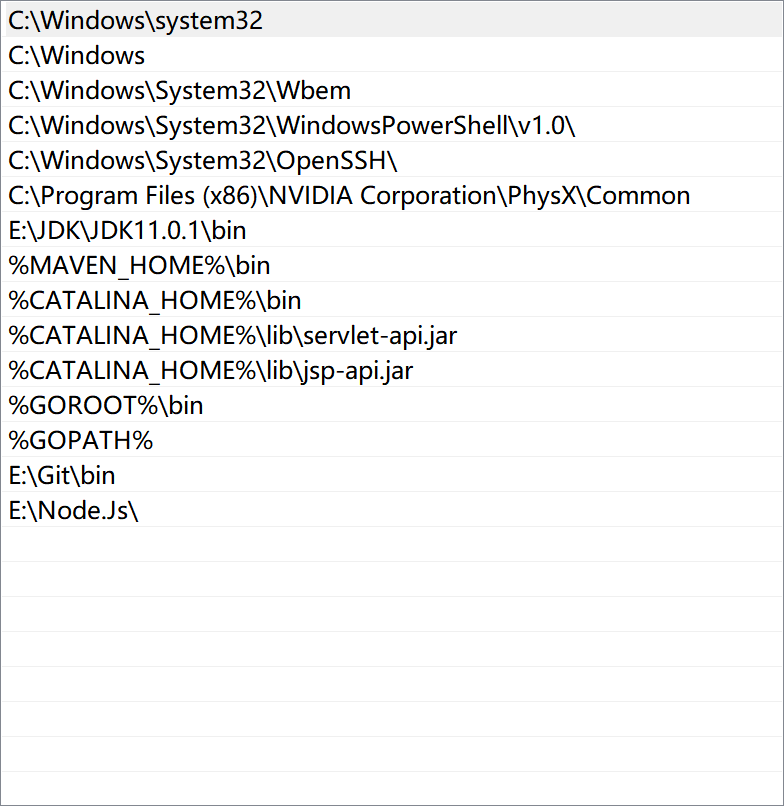 C:\Windows\system32
C:\Windows
C:\Windows\System32\Wbem
C:\Windows\System32\WindowsPowerShell\v1.0\
C:\Windows\System32\OpenSSH\
C:\Program Files (x86)\NVIDIA Corporation\PhysX\Common
E:\JDK\JDK11.0.1\bin
%MAVEN_HOME%\bin
%CATALINA_HOME%\bin
%CATALINA_HOME%\lib\servlet-api.jar
%CATALINA_HOME%\lib\jsp-api.jar
%GOROOT%\bin
%GOPATH%
E:\Git\bin
E:\Node.Js\